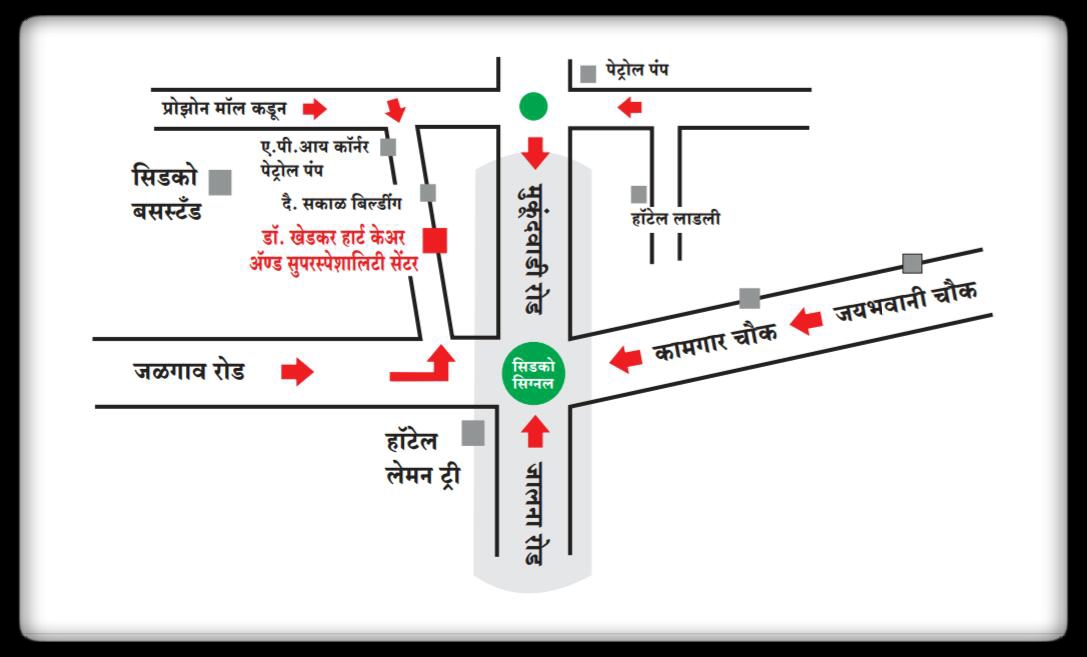 पेट्रोल पंप
प्रोझोन मॉल कडून
ए.पी.आय कॉर्नर
पेट्रोल पंप
सिडको
बसस्टँड
दै. सकाळ बिल्डींग
डॉ. खेडकर हार्ट केअर
ॲण्ड सुपरस्पेशालिटी सेंटर
मुकूंदवाडी रोड
हॉटेल लाडली
जयभवानी चौक
कामगार चौक
जळगाव रोड
सिडको
सिग्नल
हॉटेल
लेमन ट्री
जालना रोड